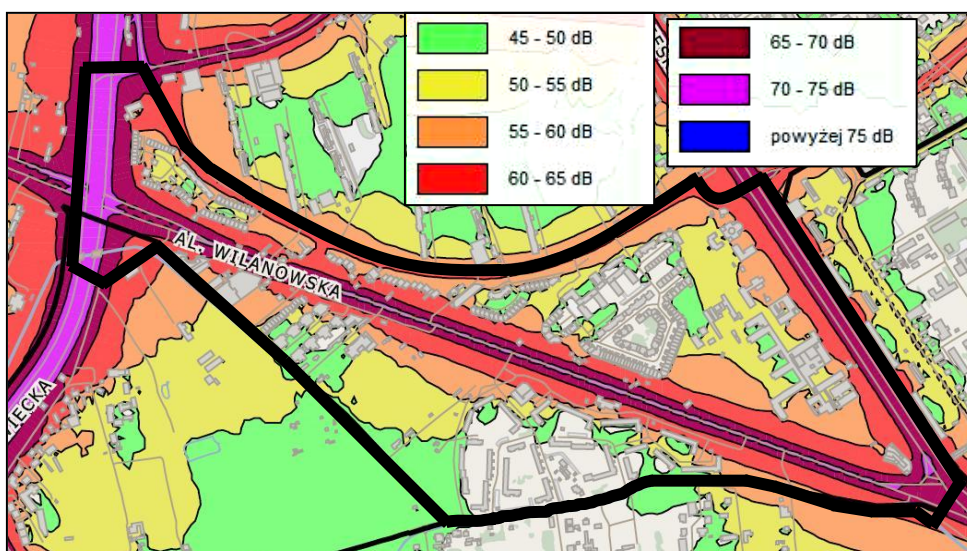 45 - 50 dB
50 - 55 dB
55 - 60 dB
60 - 65 dB
65 - 70 dB
70 - 75 dB
powyżej 75 dB
AL. WILANOWSKA
IECKA